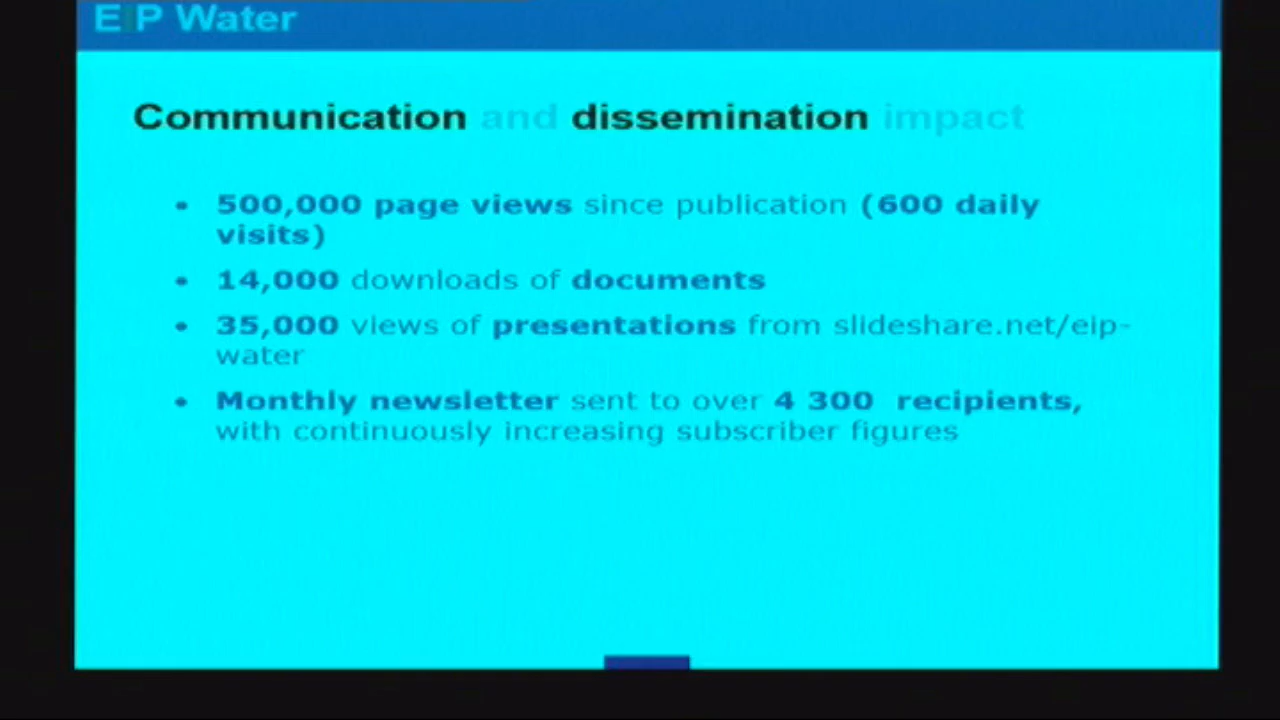 EIP Water
Communication and dissemination impact
• 500,000 page views since publication (600 daily
visits)
• 14,000 downloads of documents
• 35,000 views of presentations from slideshare.net/eip-
water
• Monthly newsletter sent to over 4 300 recipients,
with continuously increasing subscriber figures